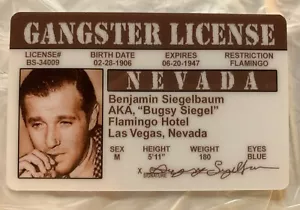 GANGSTER LICENSE
LICENSE# BIRTH DATE EXPIRES RESTRICTION
BS-34009 02-28-1906 06-20-1947 FLAMINGO
NEVADA
Benjamin Siegelbaum
AKA, "Bugsy Siegel"
Flamingo Hotel
Las Vegas, Nevada
SEX HEIGHT WEIGHT EYES
M 5'11" 180 BLUE
SIGNATURE